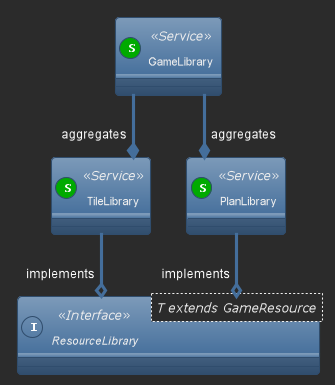 S
«Service»
GameLibrary
aggregates
aggregates
S
«Service»
TileLibrary
S
«Service»
PlanLibrary
implements
implements
T extends GameResource
I
«Interface»
ResourceLibrary